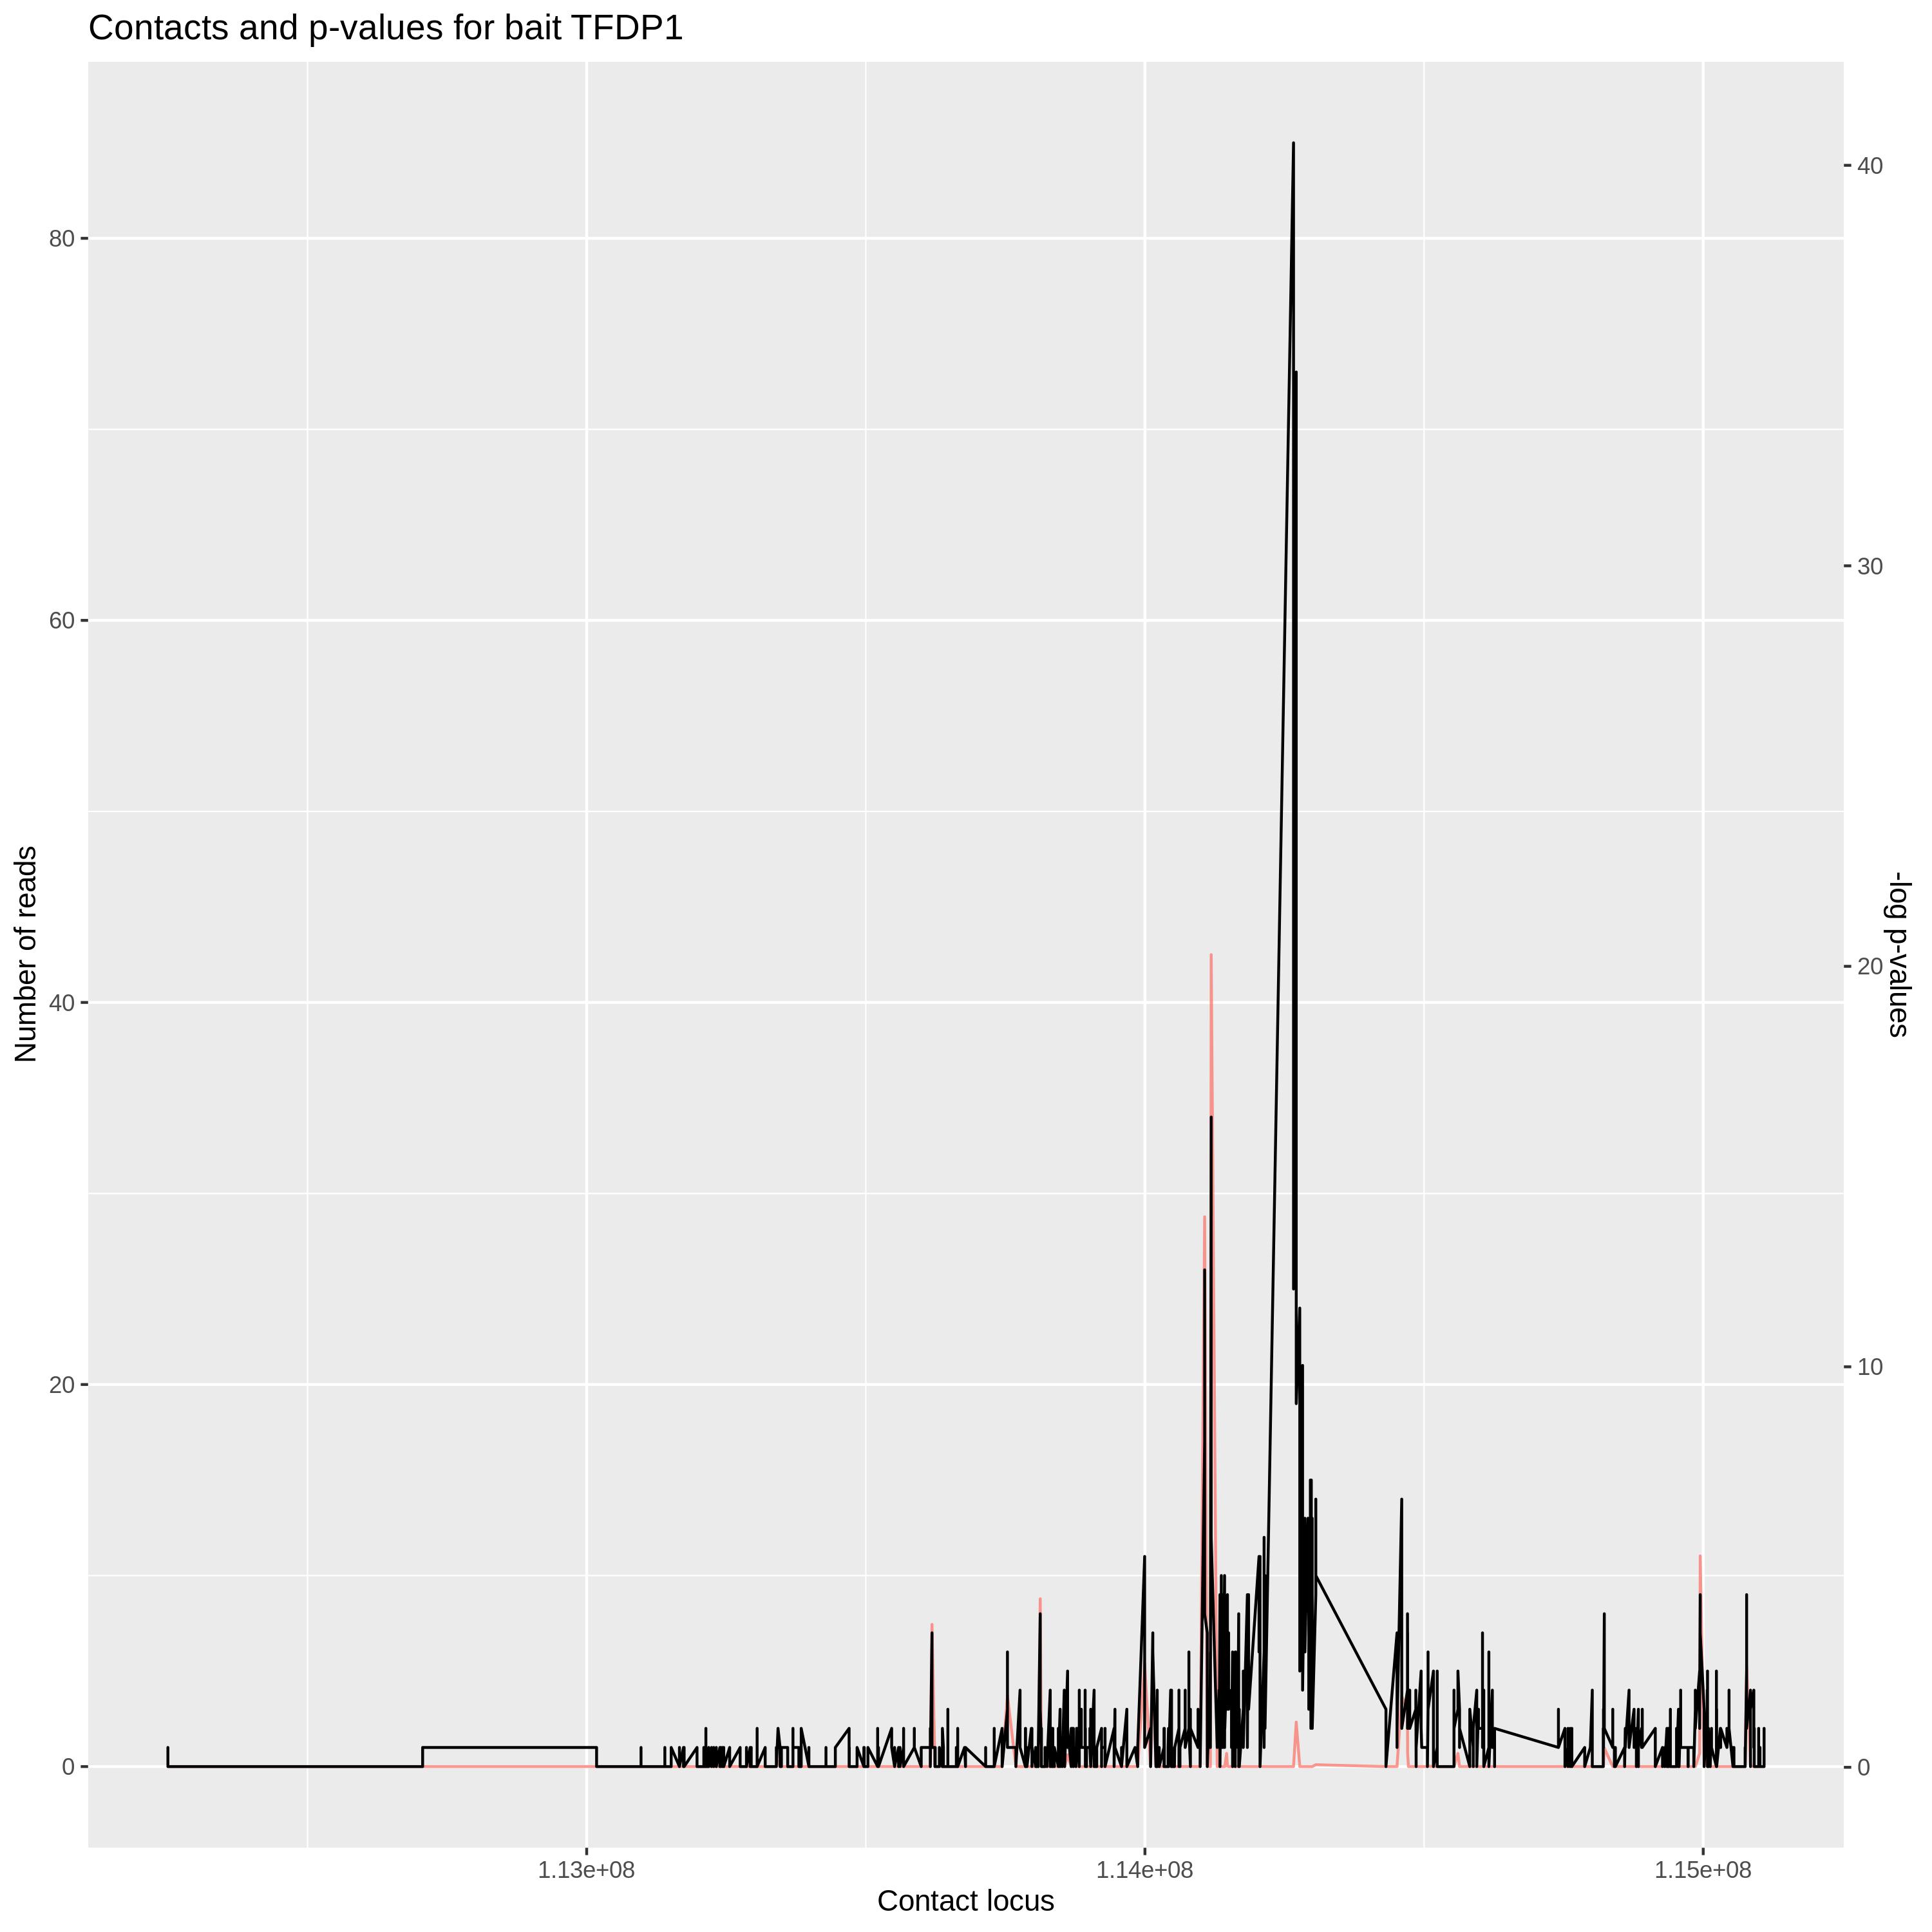 Contacts and p-values for bait TFDP1
80
60
40
20
0
Number of reads
40
30
20
10
0
-log p-values
1.13e+08
1.14e+08
1.15e+08
Contact locus